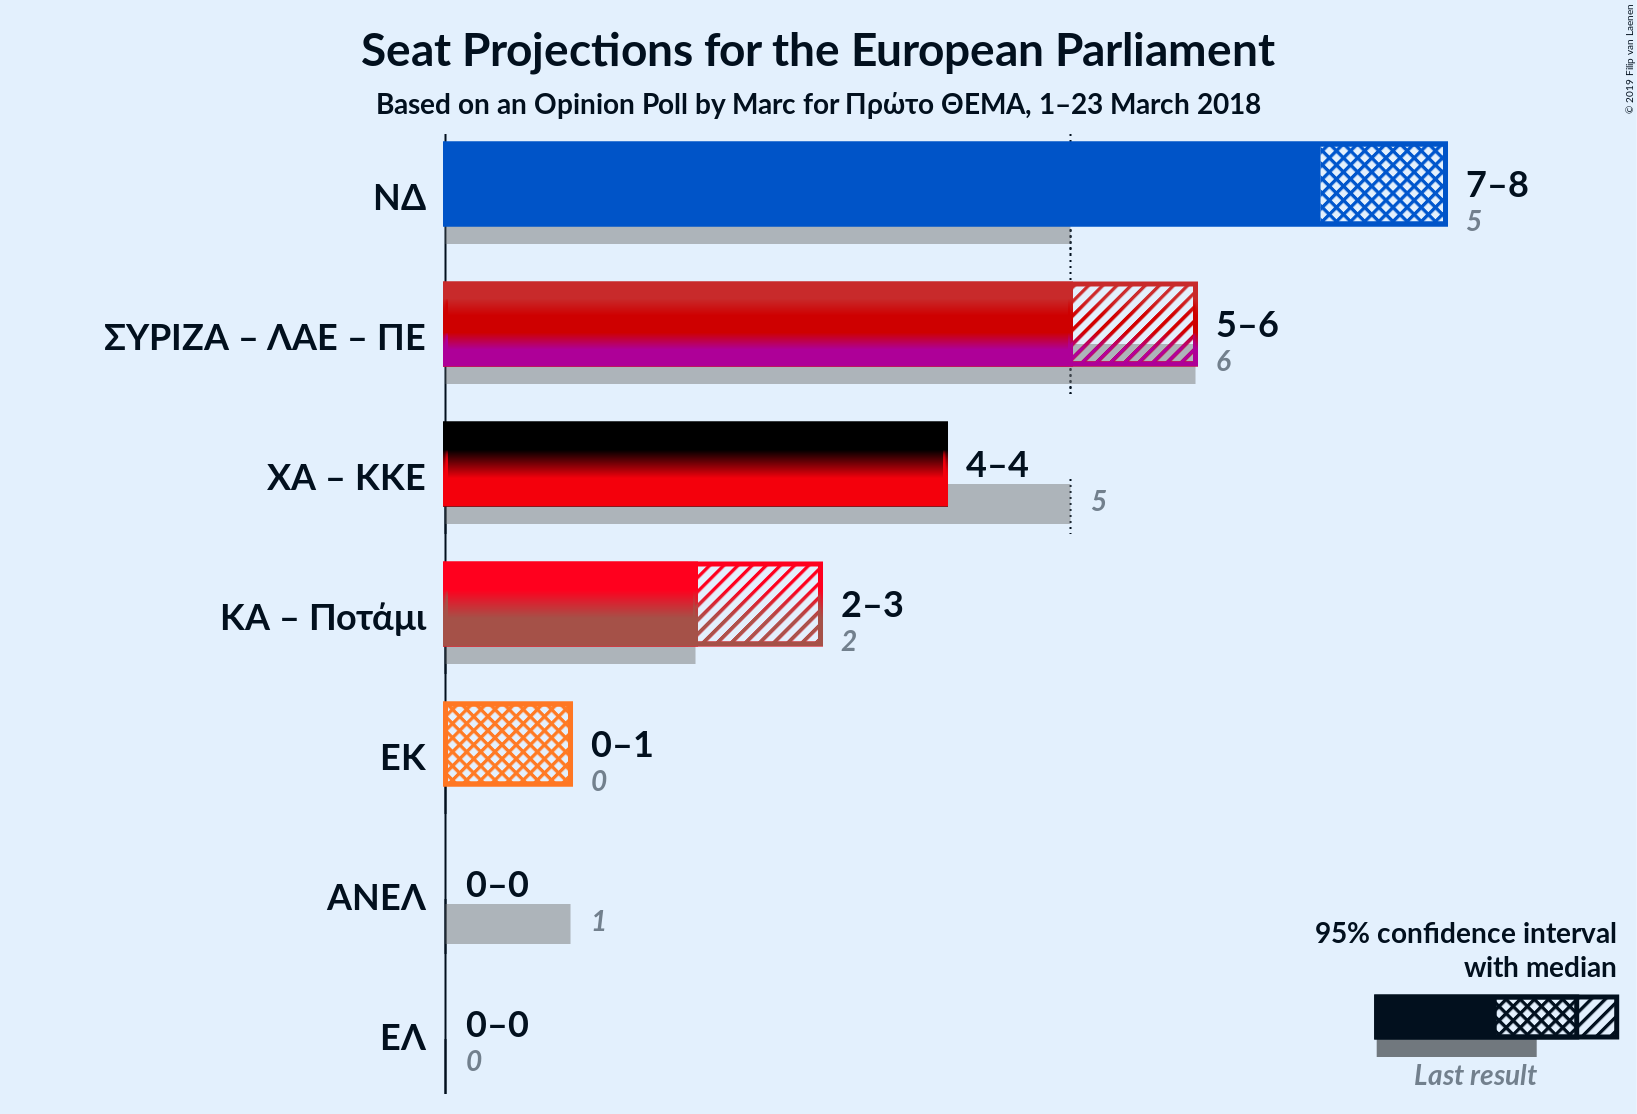 Seat Projections for the European Parliament
Based on an Opinion Poll by Marc for Πρώτο ΘΕΜΑ, 1–23 March 2018
© 2019 Filip van Laenen
ΝΔ
7–8
5
ΣΥΡΙΖΑ – ΛΑΕ – ΠΕ
5–6
6
ΧΑ – ΚΚΕ
4–4
5
ΚΑ – Ποτάμι
2–3
2
ΕΚ
0–1
0
ΑΝΕΛ
0–0
1
ΕΛ
0–0
0
95% confidence interval
with median
Last result